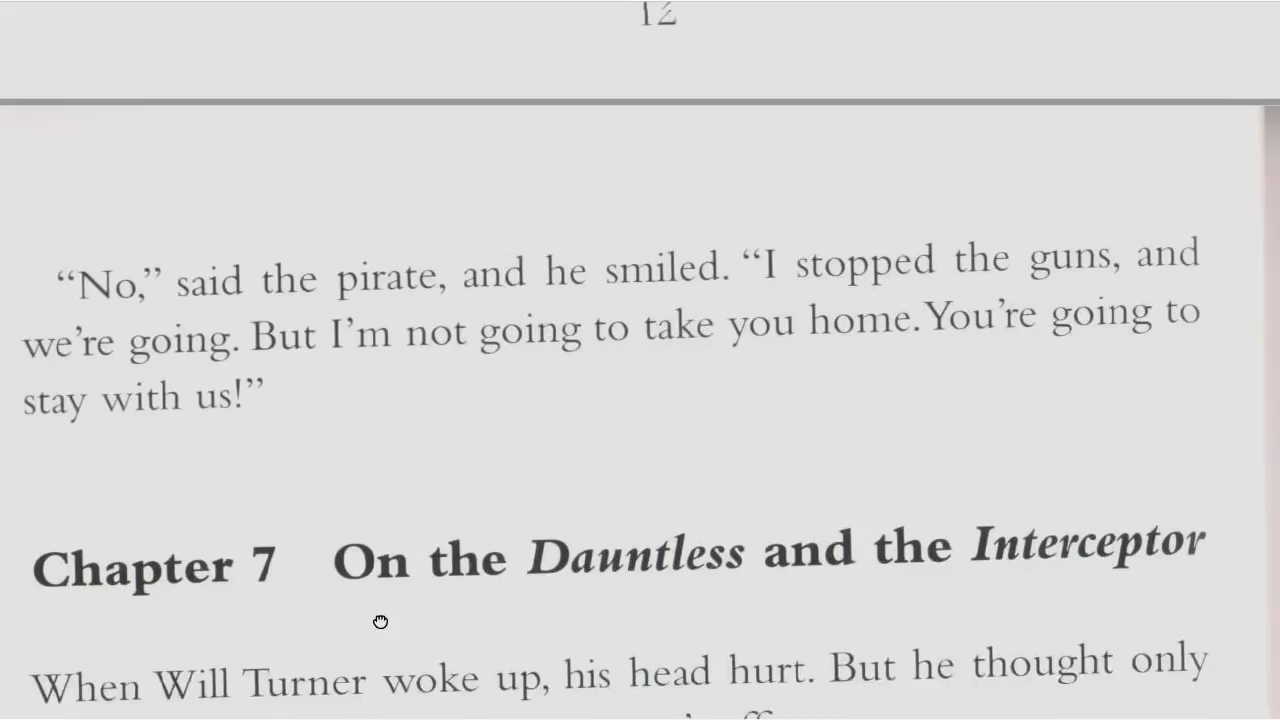 12
“No,” said the pirate, and he smiled. “I stopped the guns, and
we’re going. But I’m not going to take you home. You’re going to
stay with us!”
Chapter 7 On the Dauntless and the Interceptor
When Will Turner woke up, his head hurt. But he thought only